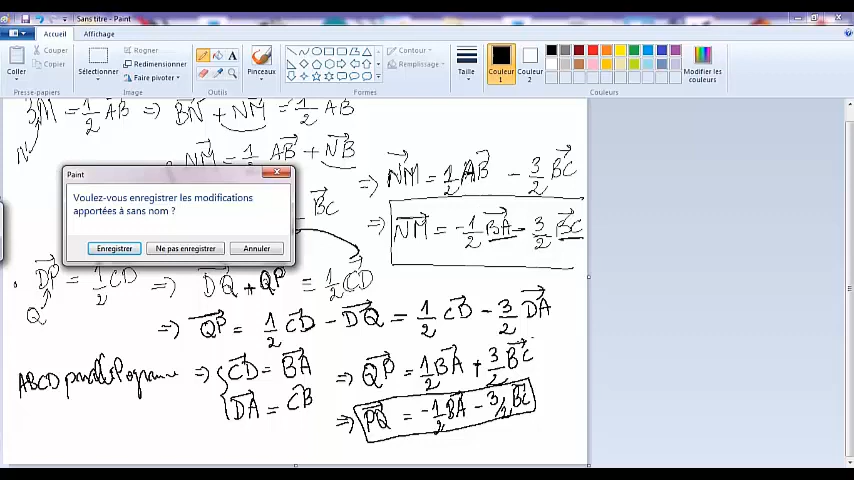 Sans titre - Paint
Accueil Affichage
Coller
Couper
Copier
Presse-papiers
Sélectionner
Rogner
Redimensionner
Faire pivoter
Image
Outils
Pinceaux
Formes
Contour
Remplissage
Taille
Couleur 1
Couleur 2
Modifier les couleurs
Couleurs
BM = 1/2 AB ⇒ BN + NM = 1/2 AB
N
NM = 1/2 AB + NB
⇒ NM = 1/2 AB - 3/2 BC
BC
⇒ NM = -1/2 BA - 3/2 BC
Paint
Voulez-vous enregistrer les modifications
apportées à sans nom ?
Enregistrer Ne pas enregistrer Annuler
. DP = 1/2 CD ⇒ DQ + QP = 1/2 CD
Q
⇒ QP = 1/2 CD - DQ = 1/2 CD - 3/2 DA
ABCD parallélogramme ⇒ { CD = BA
DA = CB
⇒ QP = 1/2 BA + 3/2 BC
⇒ PQ = -1/2 BA - 3/2 BC